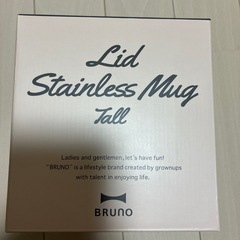 Lid
Stainless Mug
Tall
Ladies and gentlemen, let's have fun!
"BRUNO" is a lifestyle brand created by grownups
with talent in enjoying life.
BRUNO